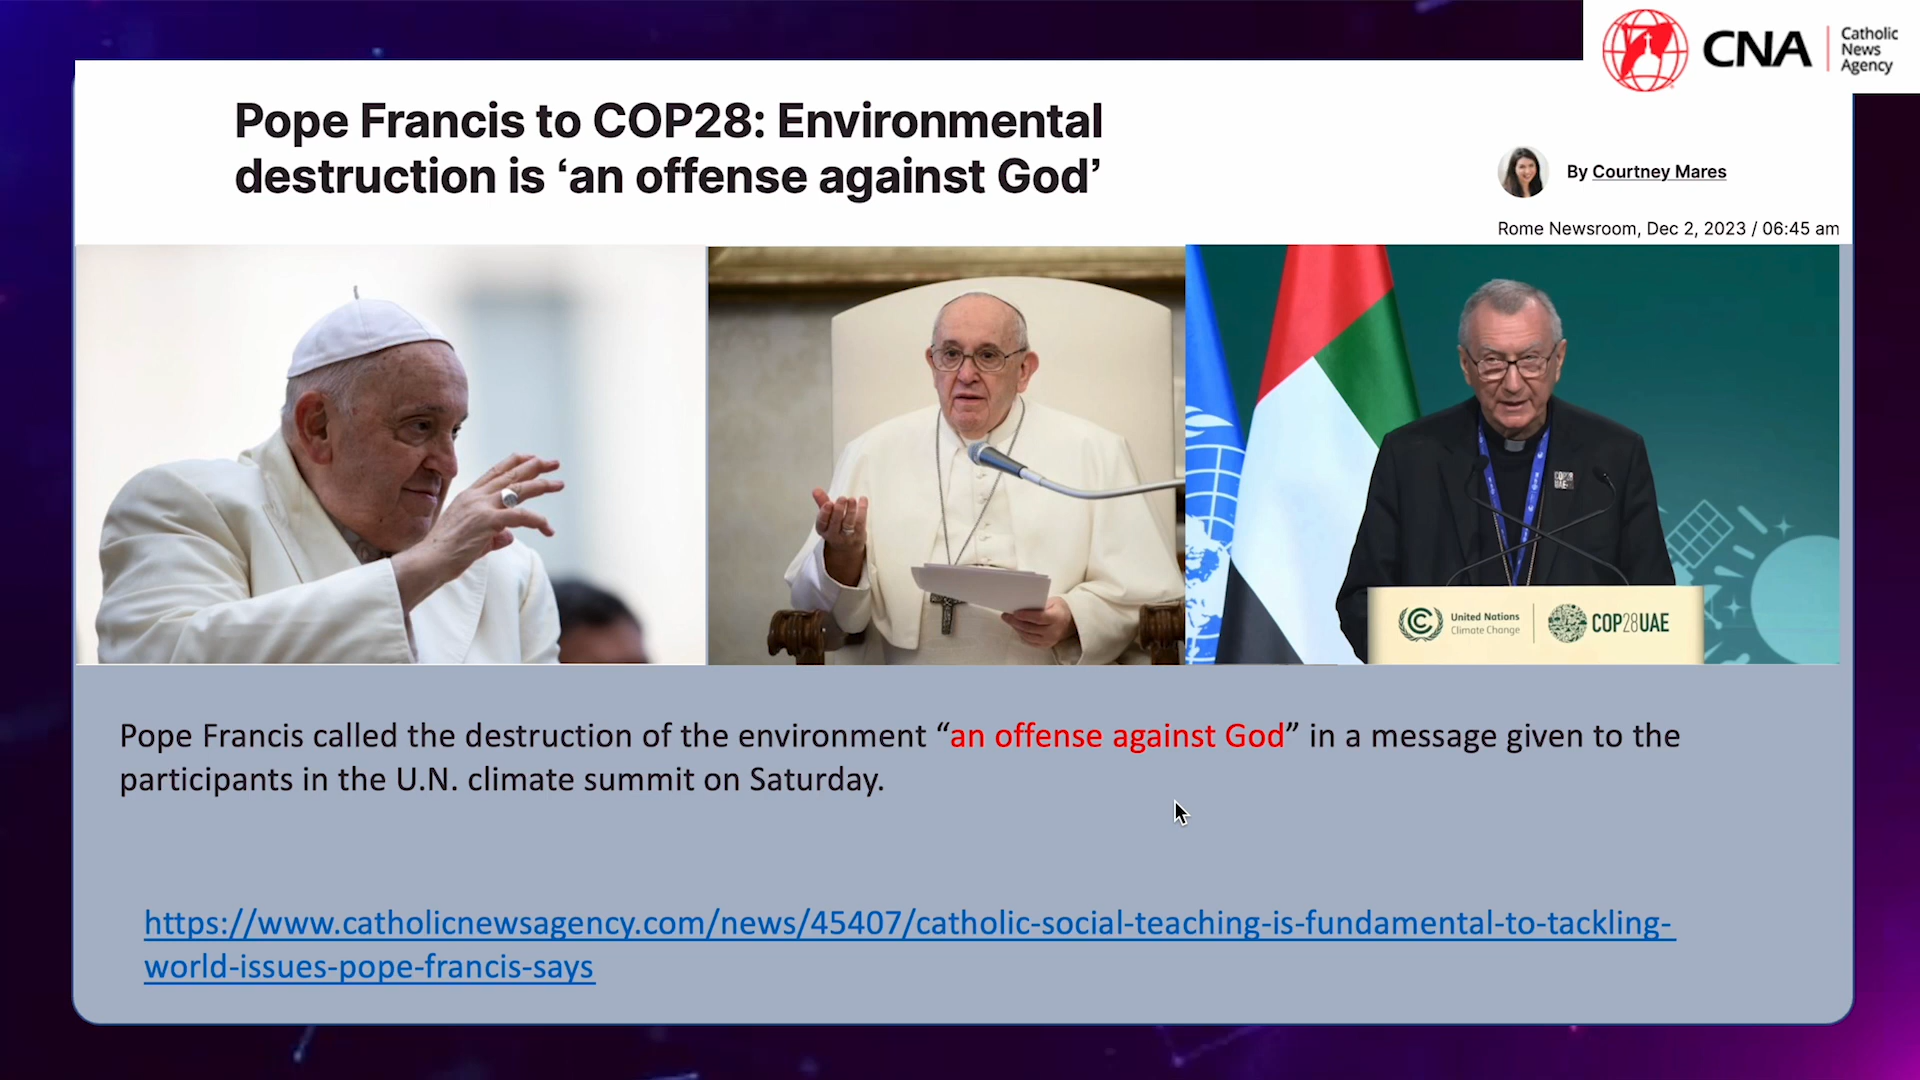 CNA
Catholic
News
Agency
Pope Francis to COP28: Environmental
destruction is ‘an offense against God’
By Courtney Mares
Rome Newsroom, Dec 2, 2023 / 06:45 am
United Nations
Climate Change
COP28UAE
Pope Francis called the destruction of the environment “an offense against God” in a message given to the
participants in the U.N. climate summit on Saturday.
https://www.catholicnewsagency.com/news/45407/catholic-social-teaching-is-fundamental-to-tackling-
world-issues-pope-francis-says